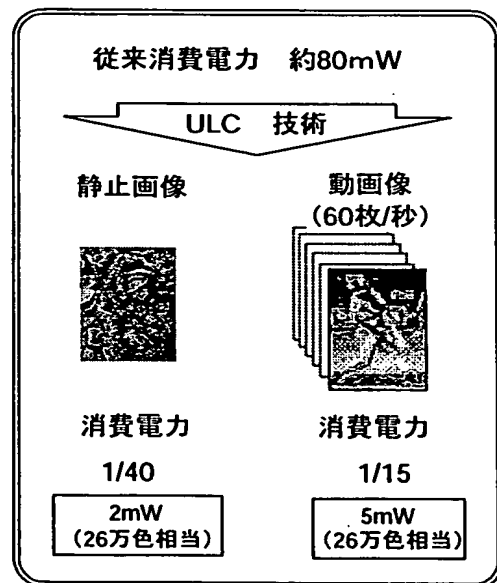 従来消費電力　約80mW
ULC　技術
静止画像
動画像
（60枚/秒）
消費電力
1/40
2mW
（26万色相当）
消費電力
1/15
5mW
（26万色相当）